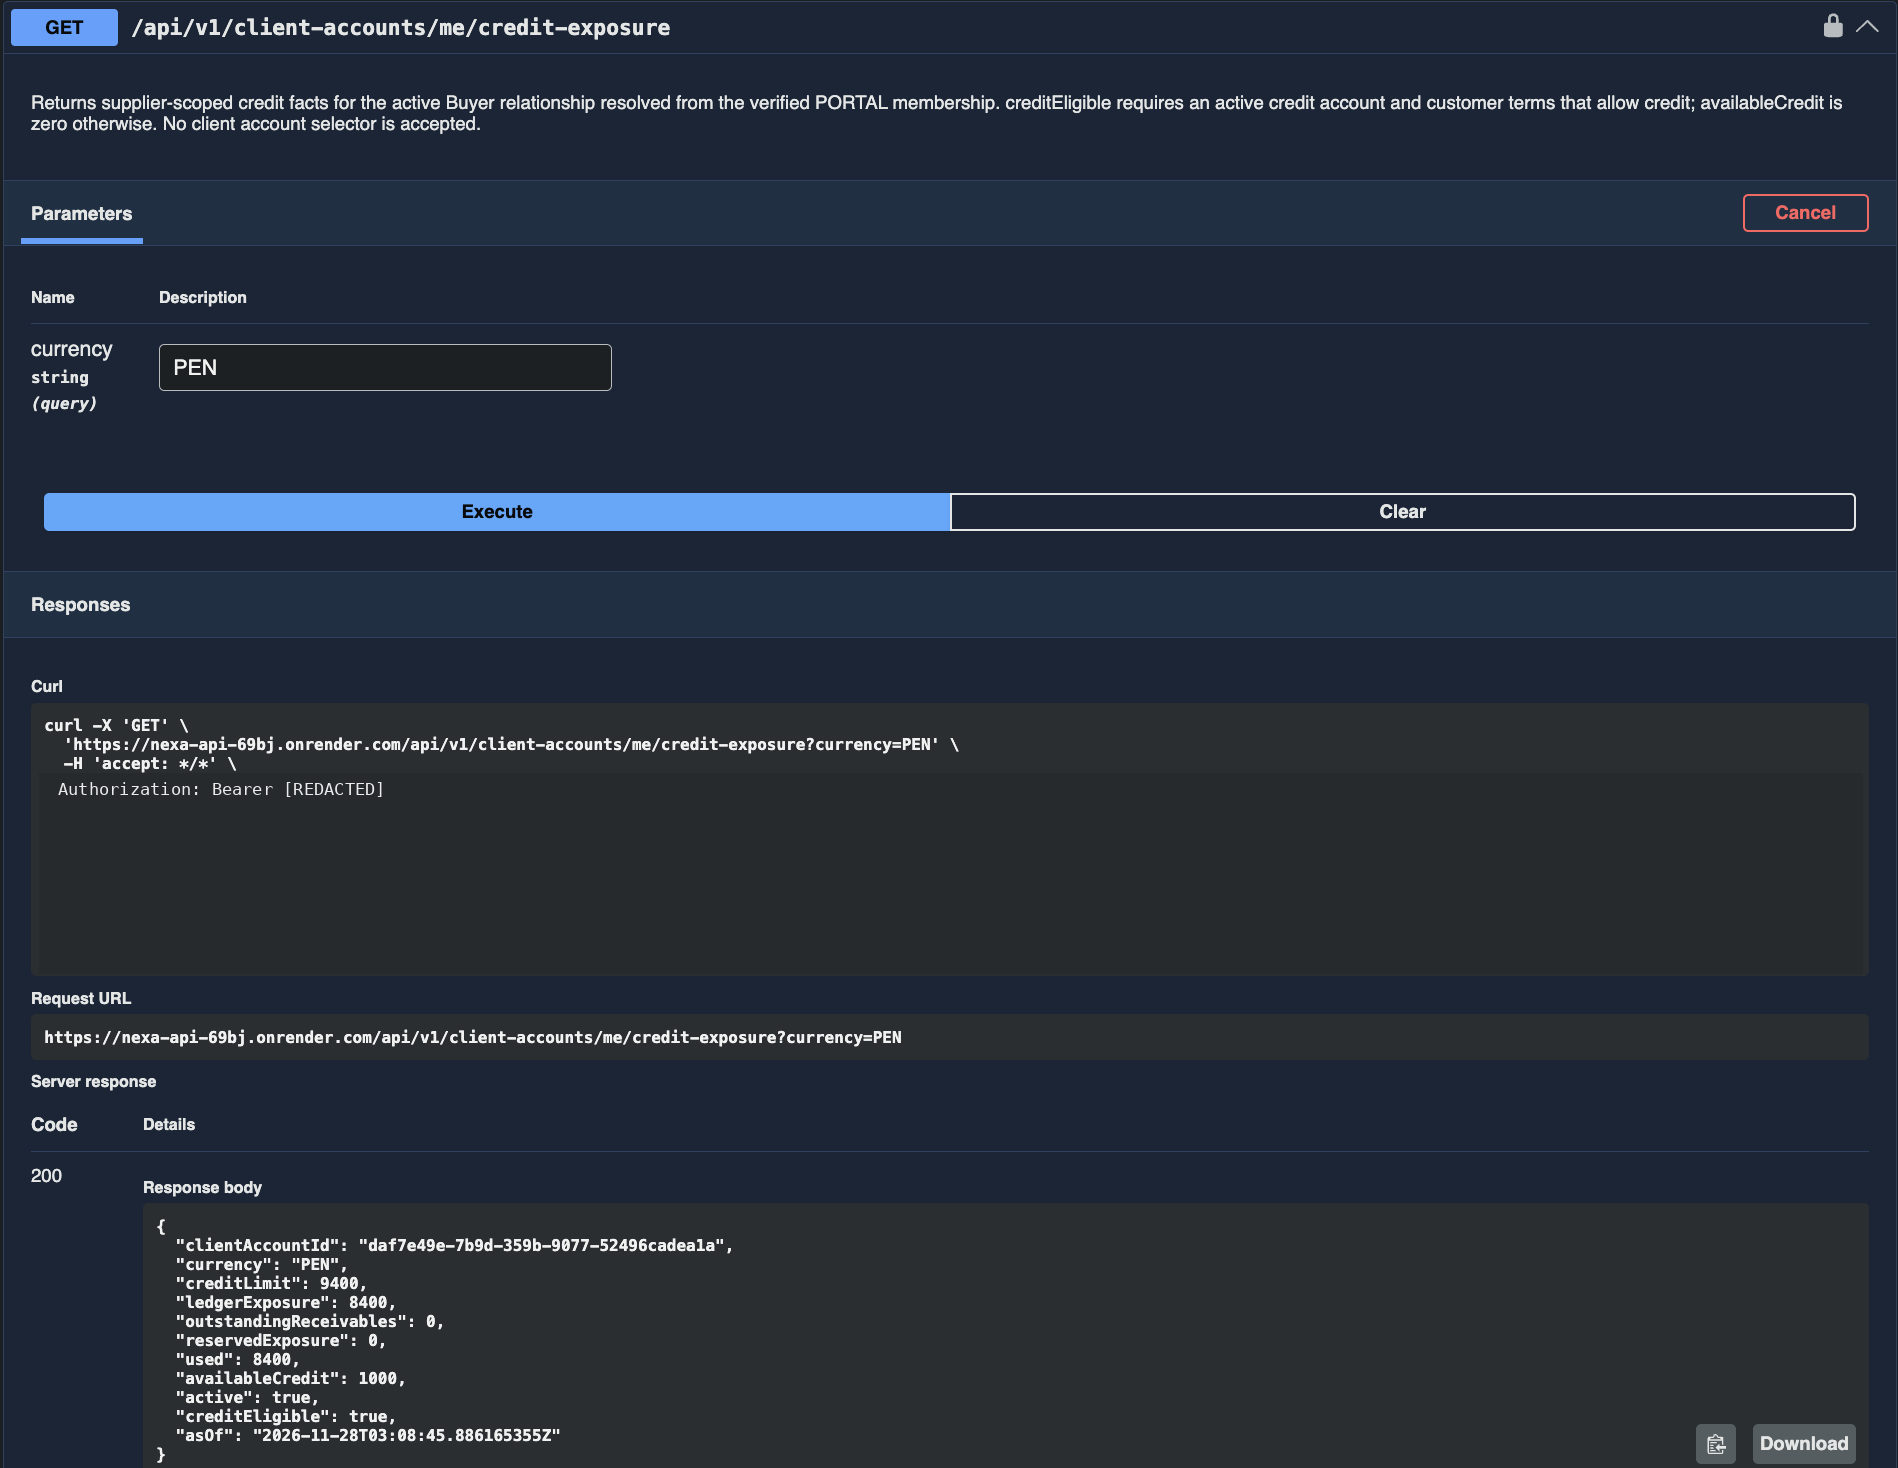 GET /api/v1/client-accounts/me/credit-exposure
Returns supplier-scoped credit facts for the active Buyer relationship resolved from the verified PORTAL membership. creditEligible requires an active credit account and customer terms that allow credit; availableCredit is
zero otherwise. No client account selector is accepted.
Parameters
Cancel
Name Description
currency
string
(query)
PEN
Execute
Clear
Responses
Curl
curl -X 'GET' \
  'https://nexa-api-69bj.onrender.com/api/v1/client-accounts/me/credit-exposure?currency=PEN' \
  -H 'accept: */*' \
Authorization: Bearer [REDACTED]
Request URL
https://nexa-api-69bj.onrender.com/api/v1/client-accounts/me/credit-exposure?currency=PEN
Server response
Code Details
200
Response body
{
  "clientAccountId": "daf7e49e-7b9d-359b-9077-52496cadea1a",
  "currency": "PEN",
  "creditLimit": 9400,
  "ledgerExposure": 8400,
  "outstandingReceivables": 0,
  "reservedExposure": 0,
  "used": 8400,
  "availableCredit": 1000,
  "active": true,
  "creditEligible": true,
  "asOf": "2026-11-28T03:08:45.886165355Z"
}
Download